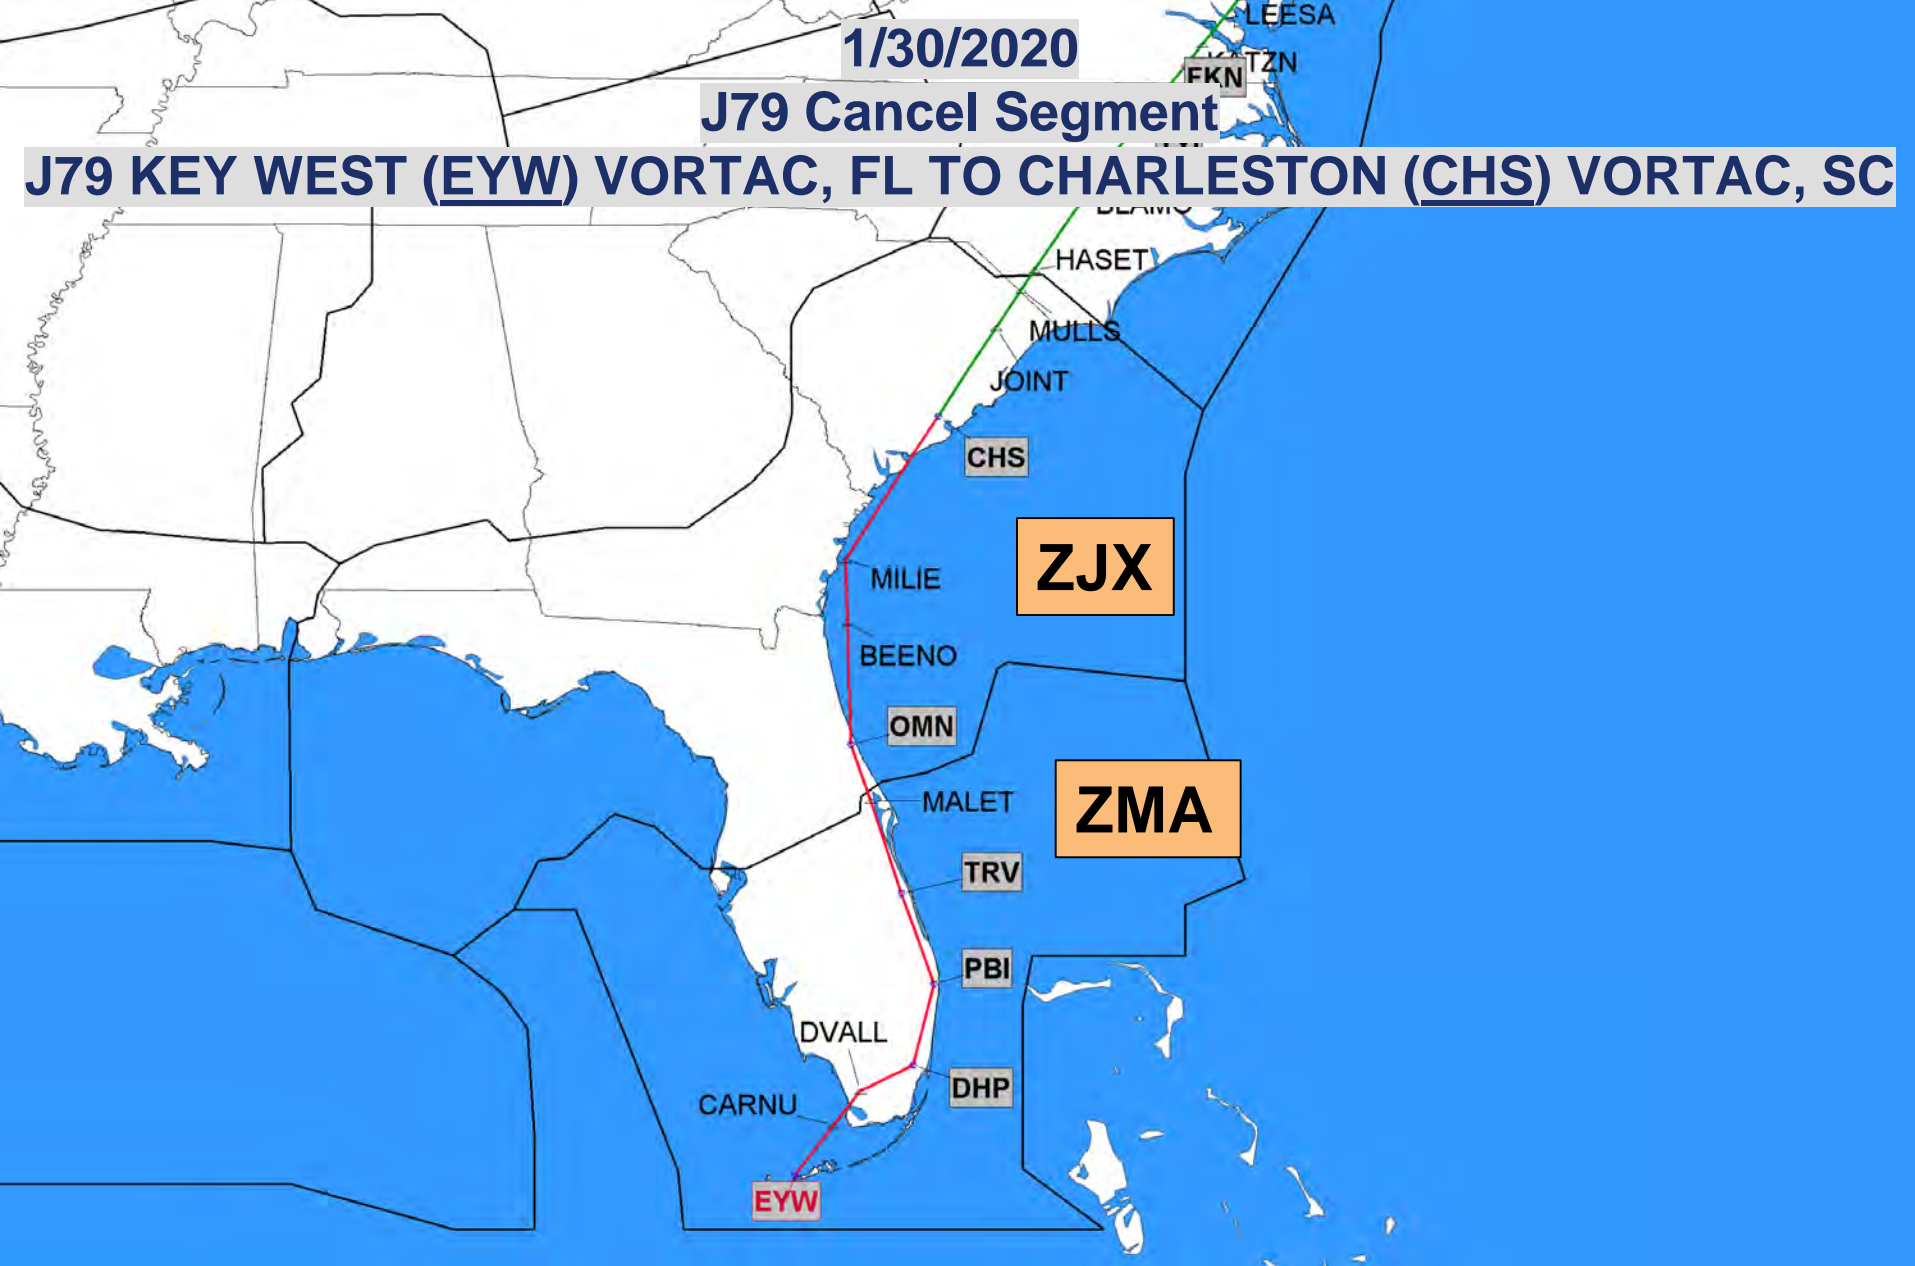 LEESA
1/30/2020
KATZN
FKN
J79 Cancel Segment
J79 KEY WEST (EYW) VORTAC, FL TO CHARLESTON (CHS) VORTAC, SC
HASET
MULLS
JOINT
CHS
ZJX
MILIE
BEENO
OMN
ZMA
MALET
TRV
PBI
DVALL
DHP
CARNU
EYW